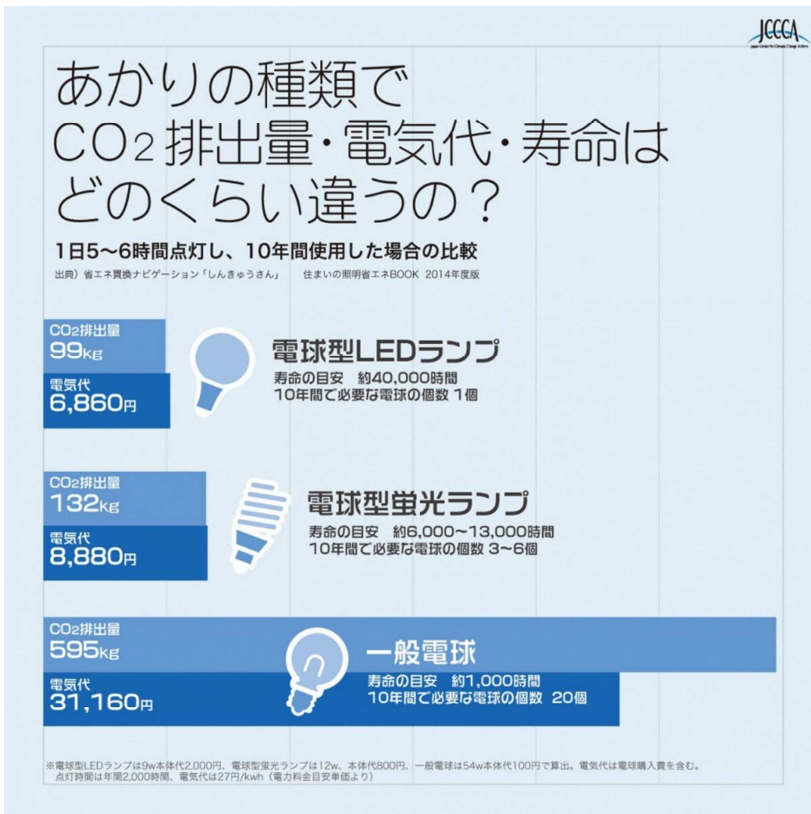 JCCCA
Japan Center for Climate Change Actions
あかりの種類で
CO2排出量・電気代・寿命は
どのくらい違うの？
1日5〜6時間点灯し、10年間使用した場合の比較
出典）省エネ買換ナビゲーション「しんきゅうさん」　住まいの照明省エネBOOK 2014年度版
CO2排出量
99kg
電気代
6,860円
電球型LEDランプ
寿命の目安　約40,000時間
10年間で必要な電球の個数 1個
CO2排出量
132kg
電気代
8,880円
電球型蛍光ランプ
寿命の目安　約6,000〜13,000時間
10年間で必要な電球の個数 3〜6個
CO2排出量
595kg
電気代
31,160円
一般電球
寿命の目安　約1,000時間
10年間で必要な電球の個数 20個
※電球型LEDランプは9w本体代2,000円、電球型蛍光ランプは12w、本体代800円、一般電球は54w本体代100円で算出。電気代は電球購入費を含む。
点灯時間は年間2,000時間、電気代は27円/kwh（電力料金目安単価より）